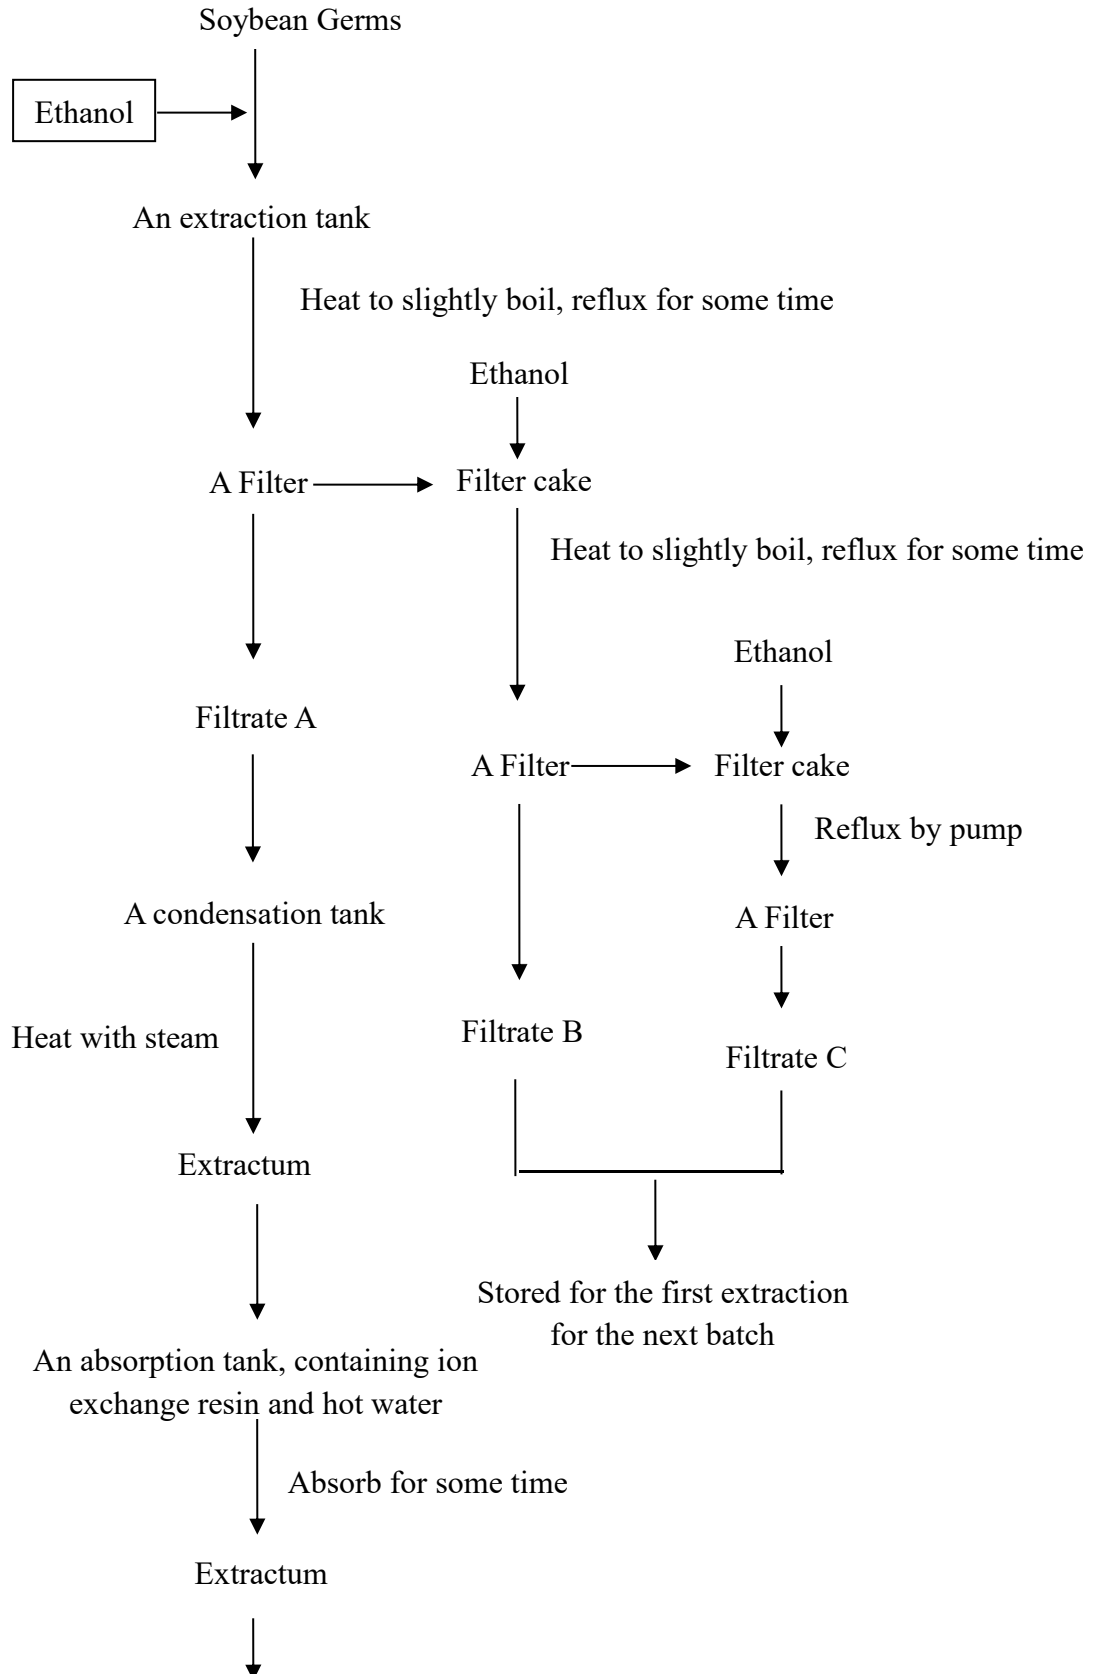 Soybean Germs
Ethanol
An extraction tank
Heat to slightly boil, reflux for some time
Ethanol
A Filter
Filter cake
Heat to slightly boil, reflux for some time
Ethanol
Filtrate A
A Filter
Filter cake
Reflux by pump
A condensation tank
A Filter
Heat with steam
Filtrate B
Filtrate C
Extractum
Stored for the first extraction
for the next batch
An absorption tank, containing ion
exchange resin and hot water
Absorb for some time
Extractum